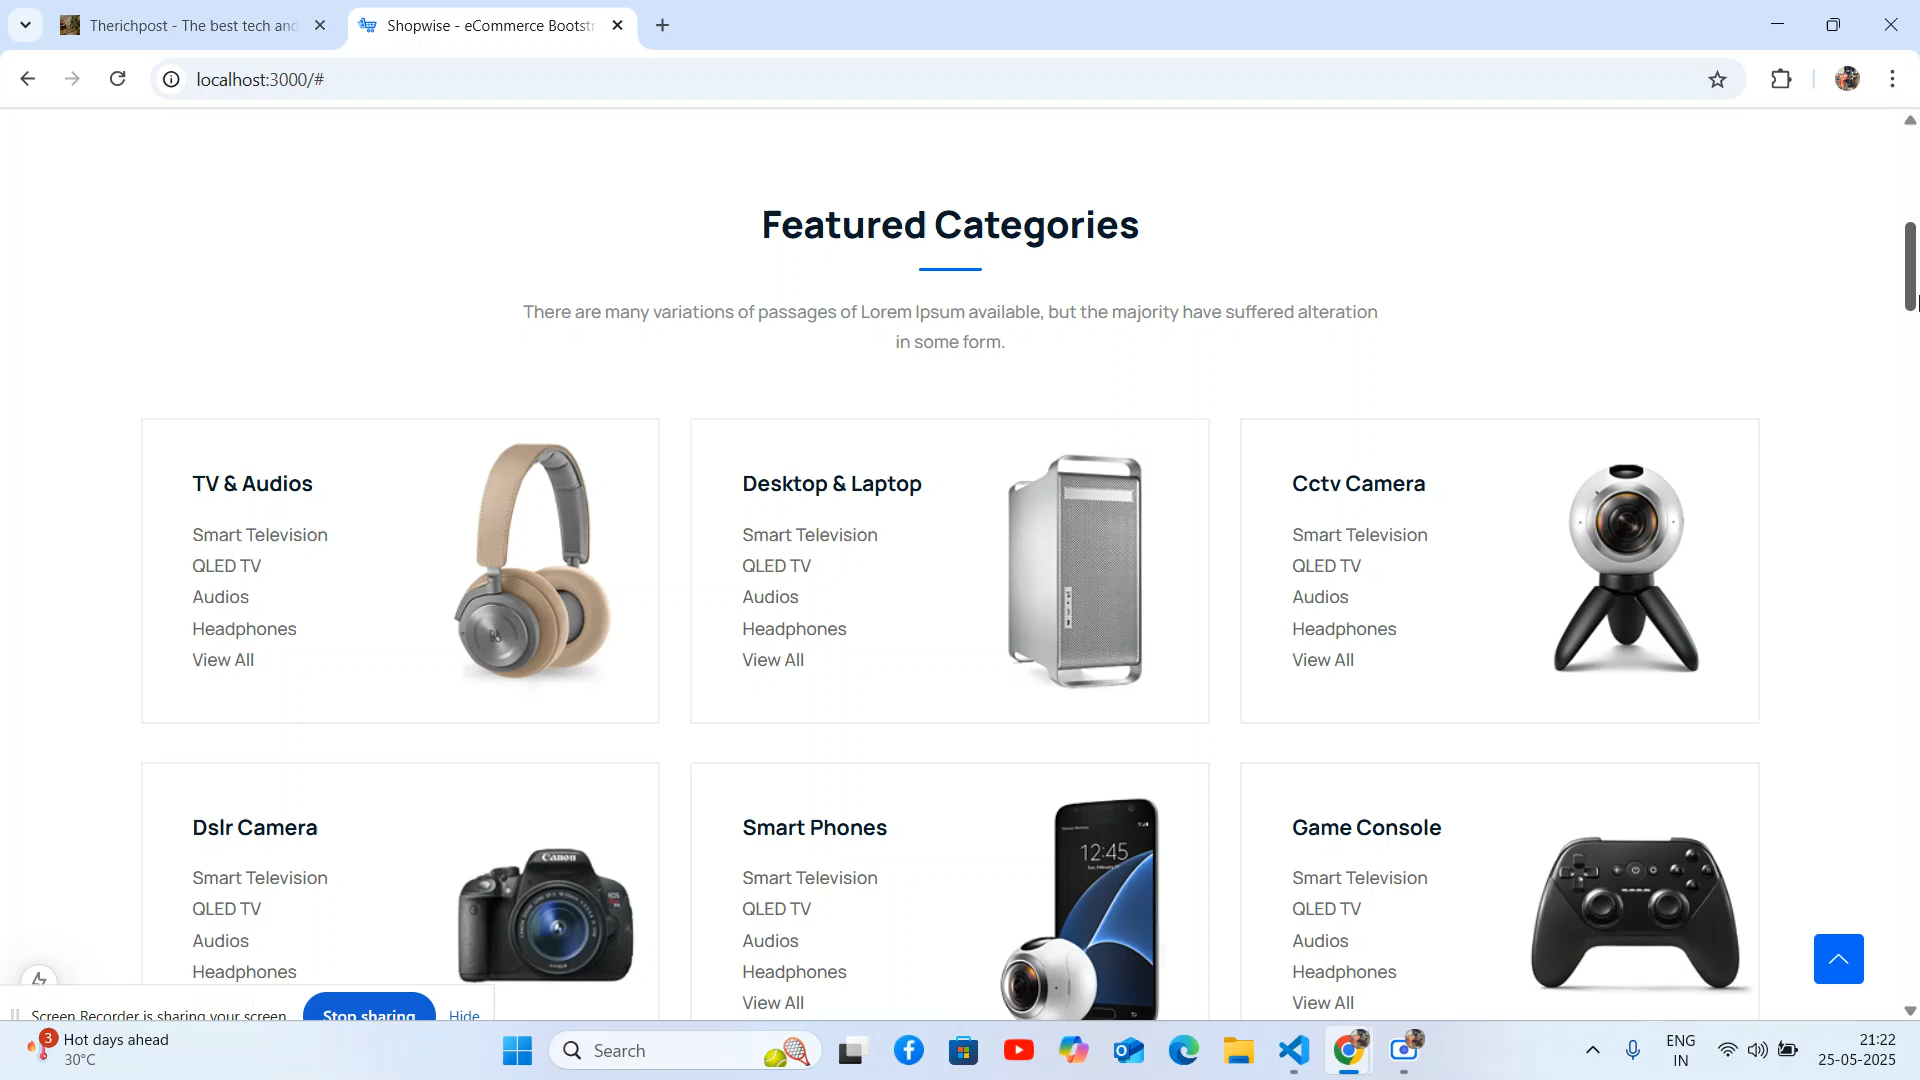 Therichpost - The best tech and
Shopwise - eCommerce Bootstr
localhost:3000/#
Featured Categories
There are many variations of passages of Lorem Ipsum available, but the majority have suffered alteration
in some form.
TV & Audios
Smart Television
QLED TV
Audios
Headphones
View All
Desktop & Laptop
Smart Television
QLED TV
Audios
Headphones
View All
Cctv Camera
Smart Television
QLED TV
Audios
Headphones
View All
Dslr Camera
Smart Television
QLED TV
Audios
Headphones
Canon
Smart Phones
Smart Television
QLED TV
Audios
Headphones
View All
12:45
Game Console
Smart Television
QLED TV
Audios
Headphones
View All
Screen Recorder is sharing your screen
Stop sharing
Hide
3
Hot days ahead
30°C
Search
ENG
IN
21:22
25-05-2025